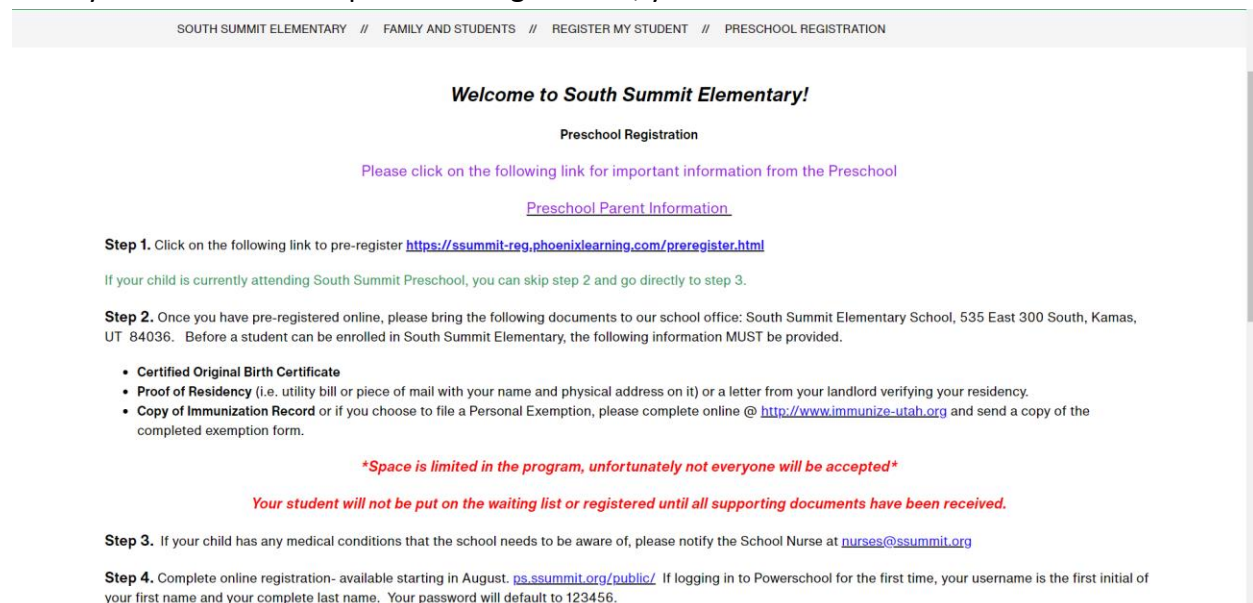 SOUTH SUMMIT ELEMENTARY // FAMILY AND STUDENTS // REGISTER MY STUDENT // PRESCHOOL REGISTRATION
Welcome to South Summit Elementary!
Preschool Registration
Please click on the following link for important information from the Preschool
Preschool Parent Information
Step 1. Click on the following link to pre-register https://ssummit-reg.phoenixlearning.com/preregister.html
If your child is currently attending South Summit Preschool, you can skip step 2 and go directly to step 3.
Step 2. Once you have pre-registered online, please bring the following documents to our school office: South Summit Elementary School, 535 East 300 South, Kamas,
UT 84036. Before a student can be enrolled in South Summit Elementary, the following information MUST be provided.
• Certified Original Birth Certificate
• Proof of Residency (i.e. utility bill or piece of mail with your name and physical address on it) or a letter from your landlord verifying your residency.
• Copy of Immunization Record or if you choose to file a Personal Exemption, please complete online @ http://www.immunize-utah.org and send a copy of the
completed exemption form.
*Space is limited in the program, unfortunately not everyone will be accepted*
Your student will not be put on the waiting list or registered until all supporting documents have been received.
Step 3. If your child has any medical conditions that the school needs to be aware of, please notify the School Nurse at nurses@ssummit.org
Step 4. Complete online registration- available starting in August. ps.ssummit.org/public/ If logging in to Powerschool for the first time, your username is the first initial of
your first name and your complete last name. Your password will default to 123456.